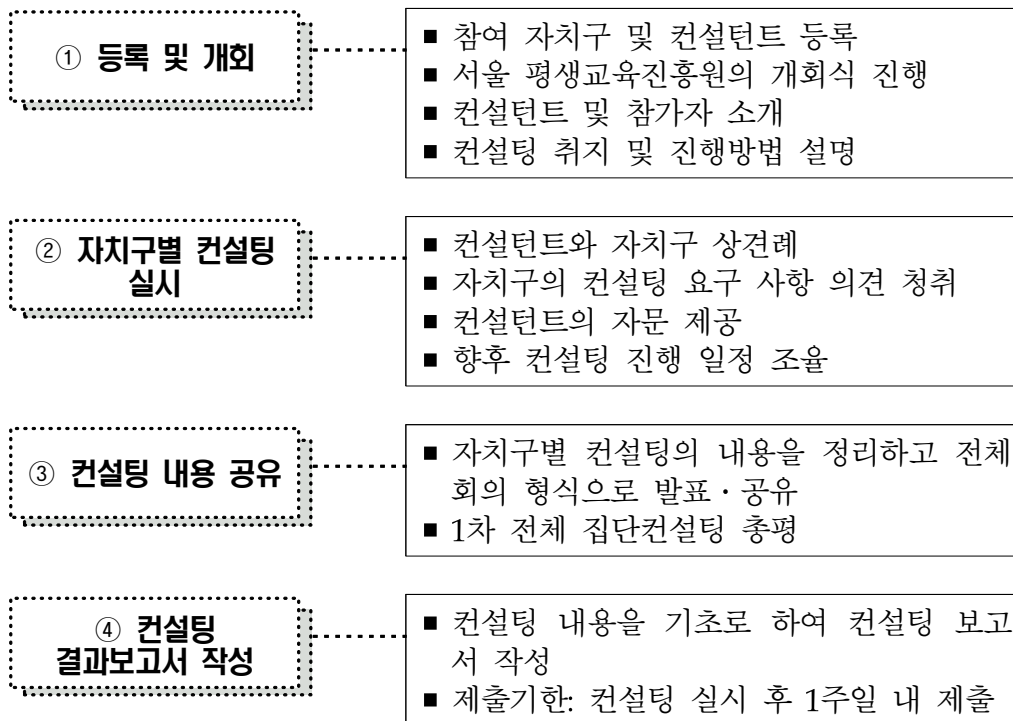 ① 등록 및 개회
■ 참여 자치구 및 컨설턴트 등록
■ 서울 평생교육진흥원의 개회식 진행
■ 컨설턴트 및 참가자 소개
■ 컨설팅 취지 및 진행방법 설명
② 자치구별 컨설팅
실시
■ 컨설턴트와 자치구 상견례
■ 자치구의 컨설팅 요구 사항 의견 청취
■ 컨설턴트의 자문 제공
■ 향후 컨설팅 진행 일정 조율
③ 컨설팅 내용 공유
■ 자치구별 컨설팅의 내용을 정리하고 전체
회의 형식으로 발표·공유
■ 1차 전체 집단컨설팅 총평
④ 컨설팅
결과보고서 작성
■ 컨설팅 내용을 기초로 하여 컨설팅 보고
서 작성
■ 제출기한: 컨설팅 실시 후 1주일 내 제출